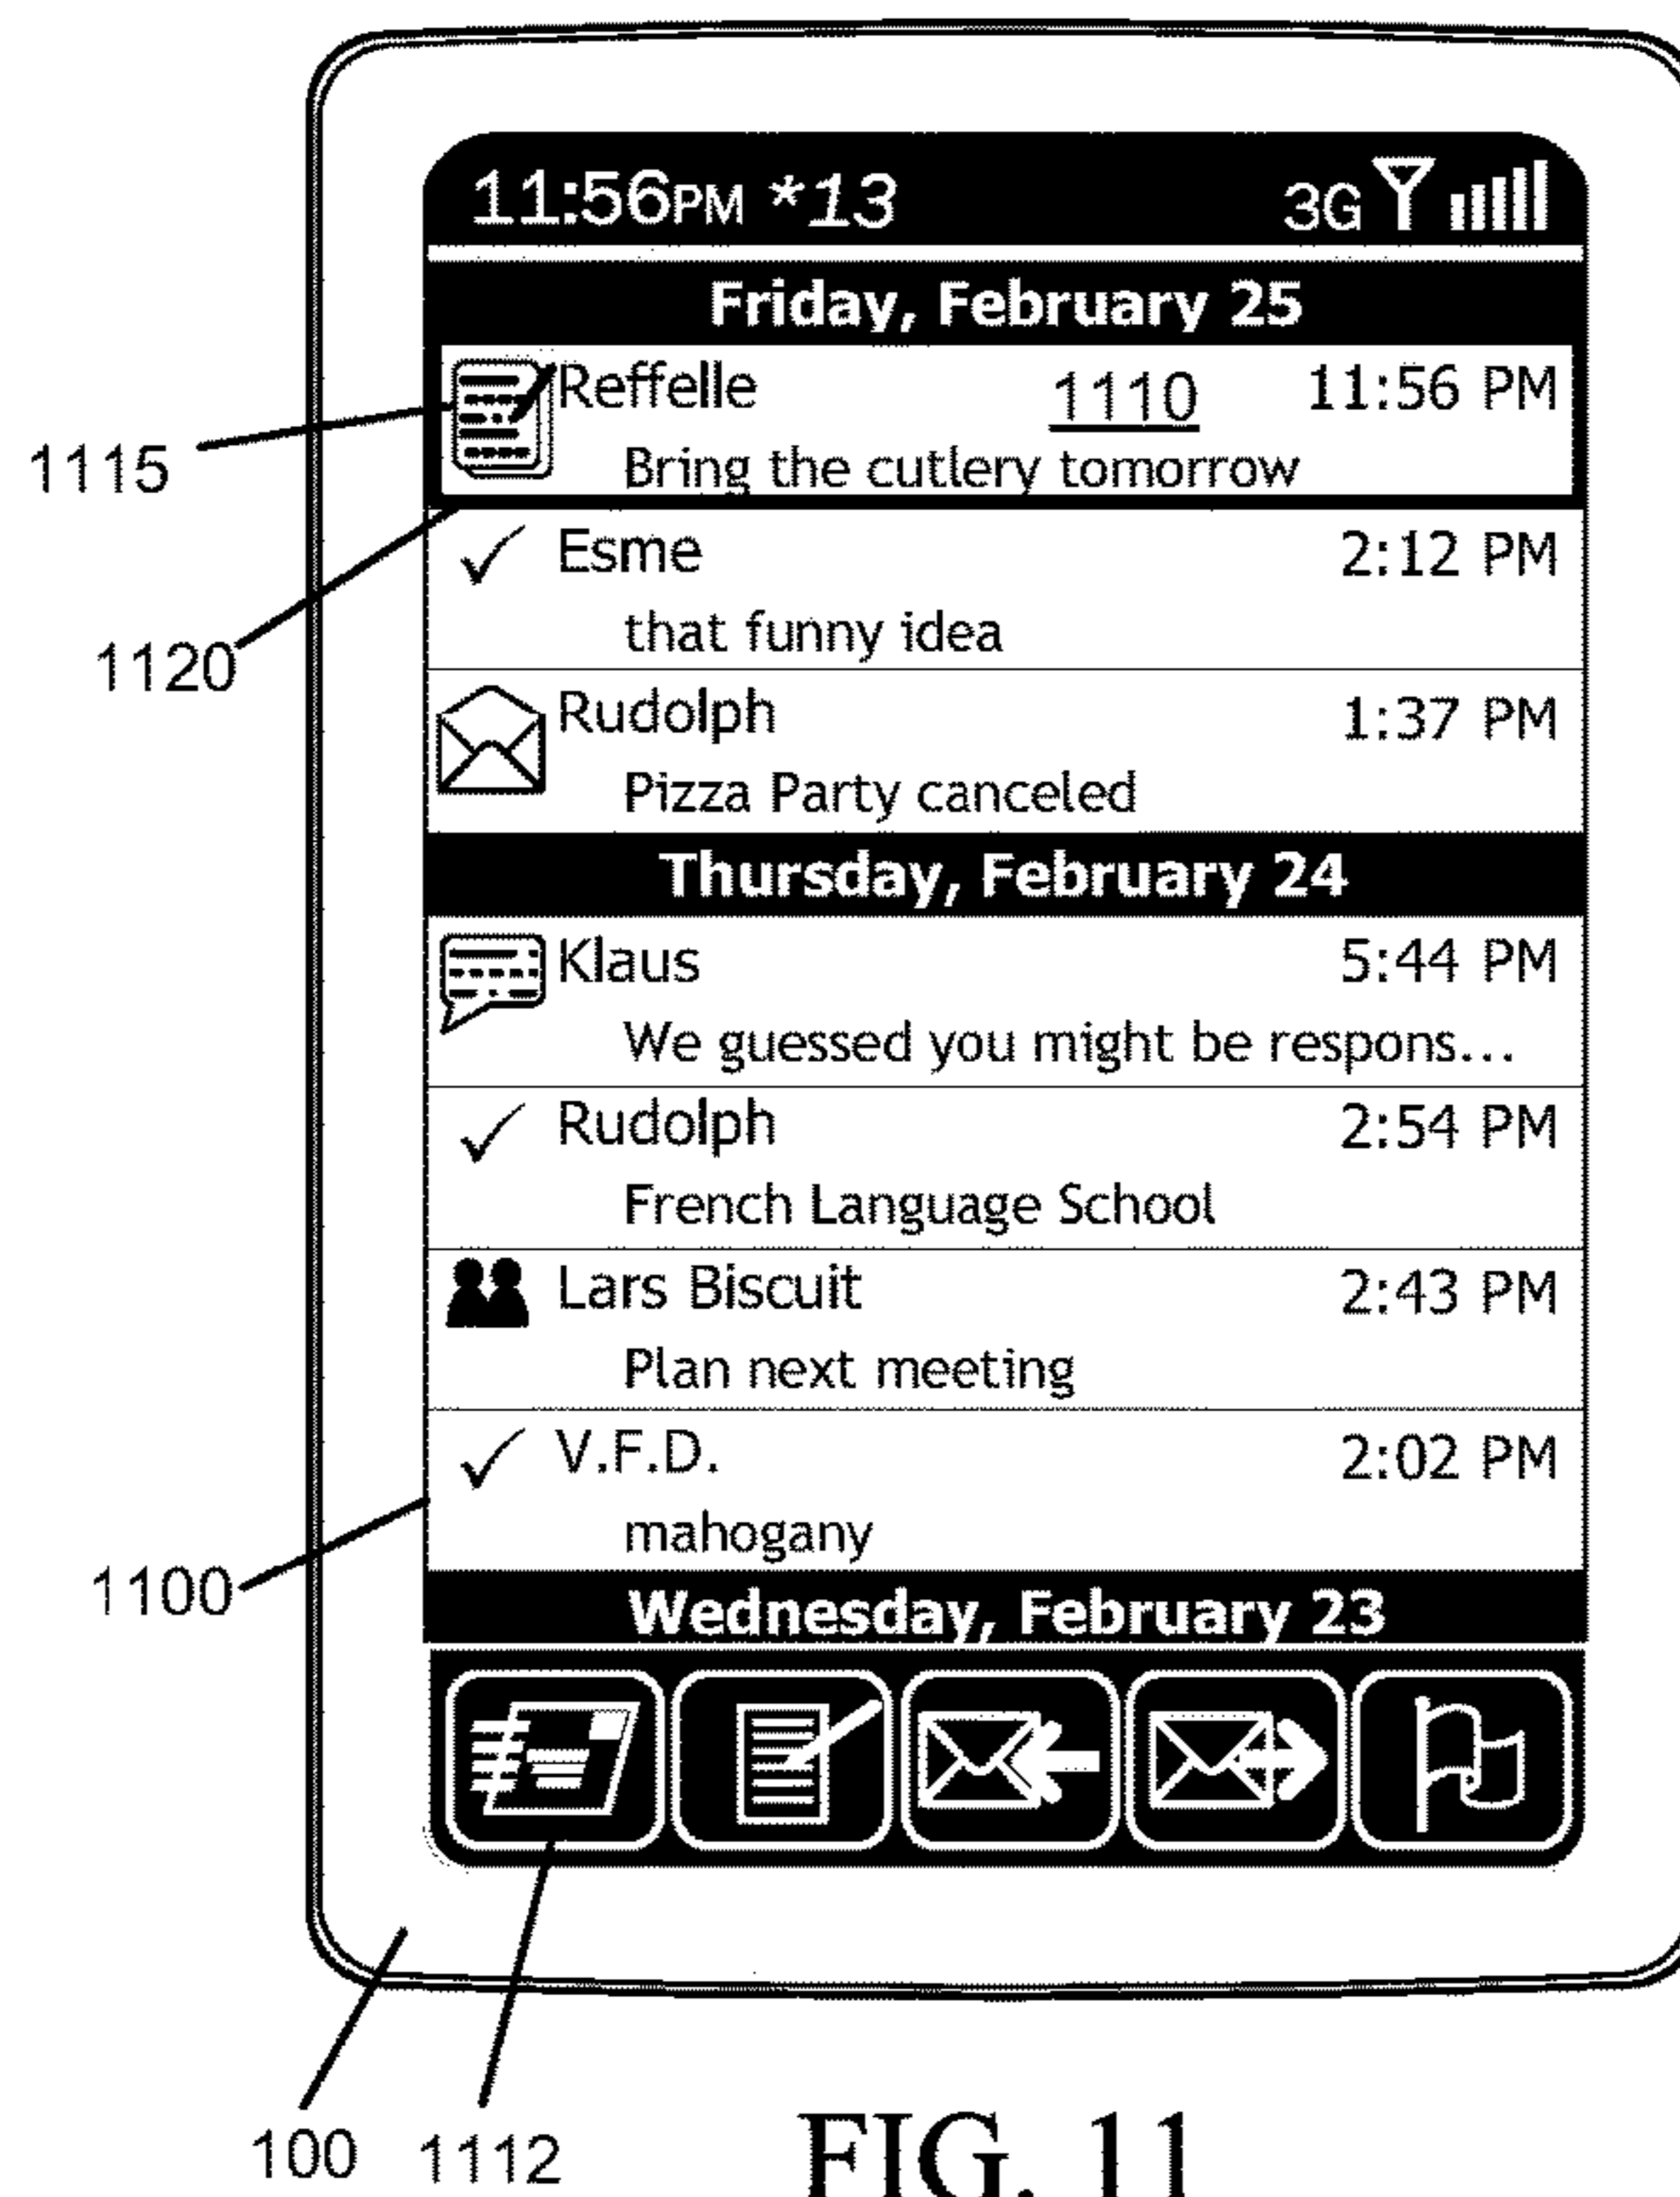 11:56PM *13 3G
Friday, February 25
Reffelle 1110 11:56 PM
1115
Bring the cutlery tomorrow
Esme 2:12 PM
that funny idea
1120
Rudolph 1:37 PM
Pizza Party canceled
Thursday, February 24
Klaus 5:44 PM
We guessed you might be respons...
Rudolph 2:54 PM
French Language School
Lars Biscuit 2:43 PM
Plan next meeting
V.F.D. 2:02 PM
mahogany
1100
Wednesday, February 23
100 1112
FIG. 11